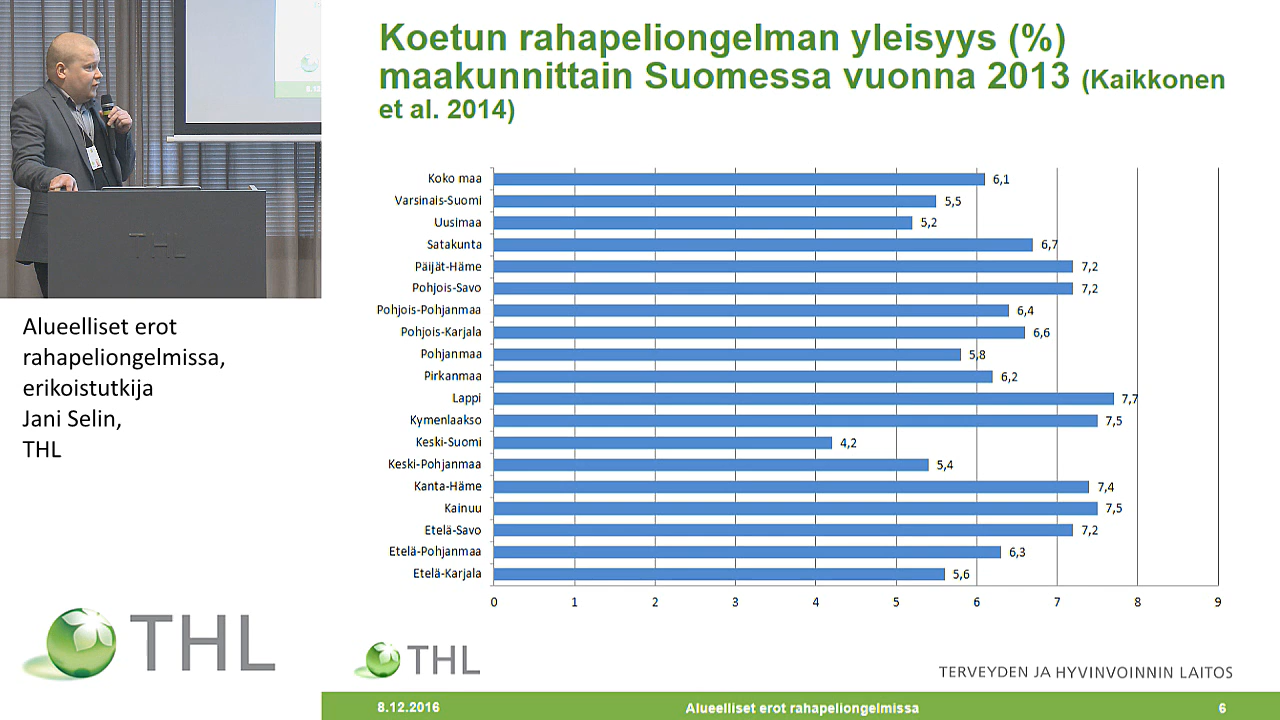 Koetun rahapeliongelman yleisyys (%)
maakunnittain Suomessa vuonna 2013 (Kaikkonen
et al. 2014)
8.12
THL
Alueelliset erot
rahapeliongelmissa,
erikoistutkija
Jani Selin,
THL
THL
Koko maa 6,1
Varsinais-Suomi 5,5
Uusimaa 5,2
Satakunta 6,7
Päijät-Häme 7,2
Pohjois-Savo 7,2
Pohjois-Pohjanmaa 6,4
Pohjois-Karjala 6,6
Pohjanmaa 5,8
Pirkanmaa 6,2
Lappi 7,7
Kymenlaakso 7,5
Keski-Suomi 4,2
Keski-Pohjanmaa 5,4
Kanta-Häme 7,4
Kainuu 7,5
Etelä-Savo 7,2
Etelä-Pohjanmaa 6,3
Etelä-Karjala 5,6
0 1 2 3 4 5 6 7 8 9
THL
TERVEYDEN JA HYVINVOINNIN LAITOS
8.12.2016 Alueelliset erot rahapeliongelmissa 6